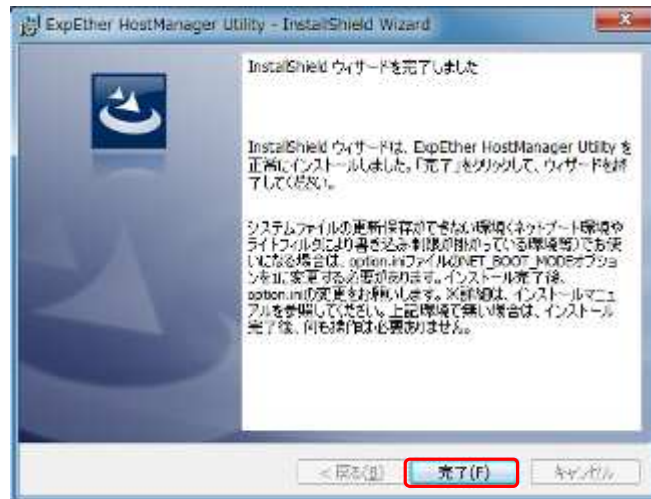 ExpEther HostManager Utility - InstallShield Wizard
InstallShield ウィザードを完了しました
InstallShield ウィザードは、ExpEther HostManager Utility を
正常にインストールしました。「完了」をクリックして、ウィザードを終
了してください。
システムファイルの更新保存ができない環境(ネットブート環境や
ライトフィルタにより書き込み制限が掛かっている環境等)でお使
いになる場合は、option.iniファイルのNET_BOOT_MODEオプショ
ンを1に変更する必要があります。インストール完了後、
option.iniの変更をお願いします。※詳細は、インストールマニュ
アルを参照してください。上記環境で無い場合は、インストール
完了後、何も操作は必要ありません。
< 戻る(B) 完了(F) キャンセル